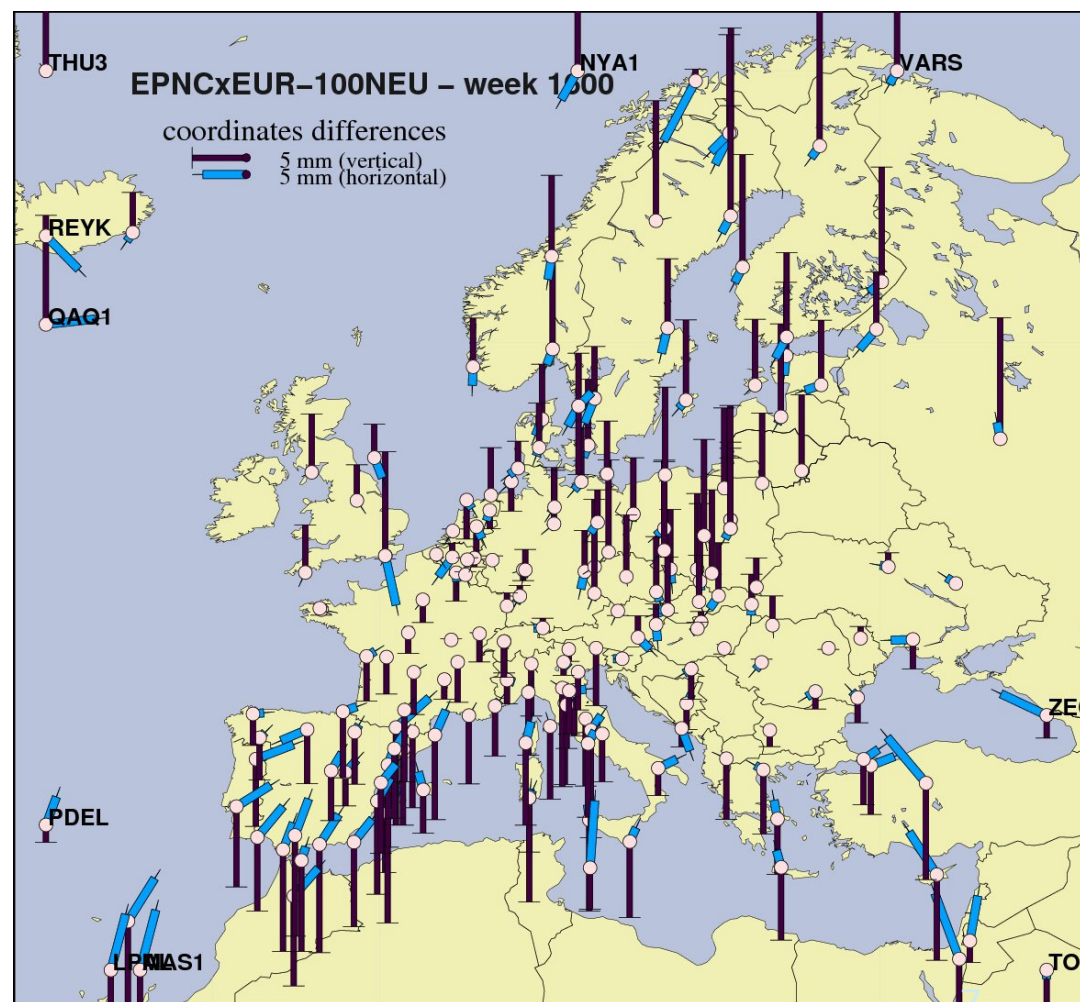 THU3
NYA1
VARS
EPNCxEUR−100NEU − week 1600
coordinates differences
5 mm (vertical)
5 mm (horizontal)
REYK
QAQ1
ZEC
PDEL
MAS1
TO